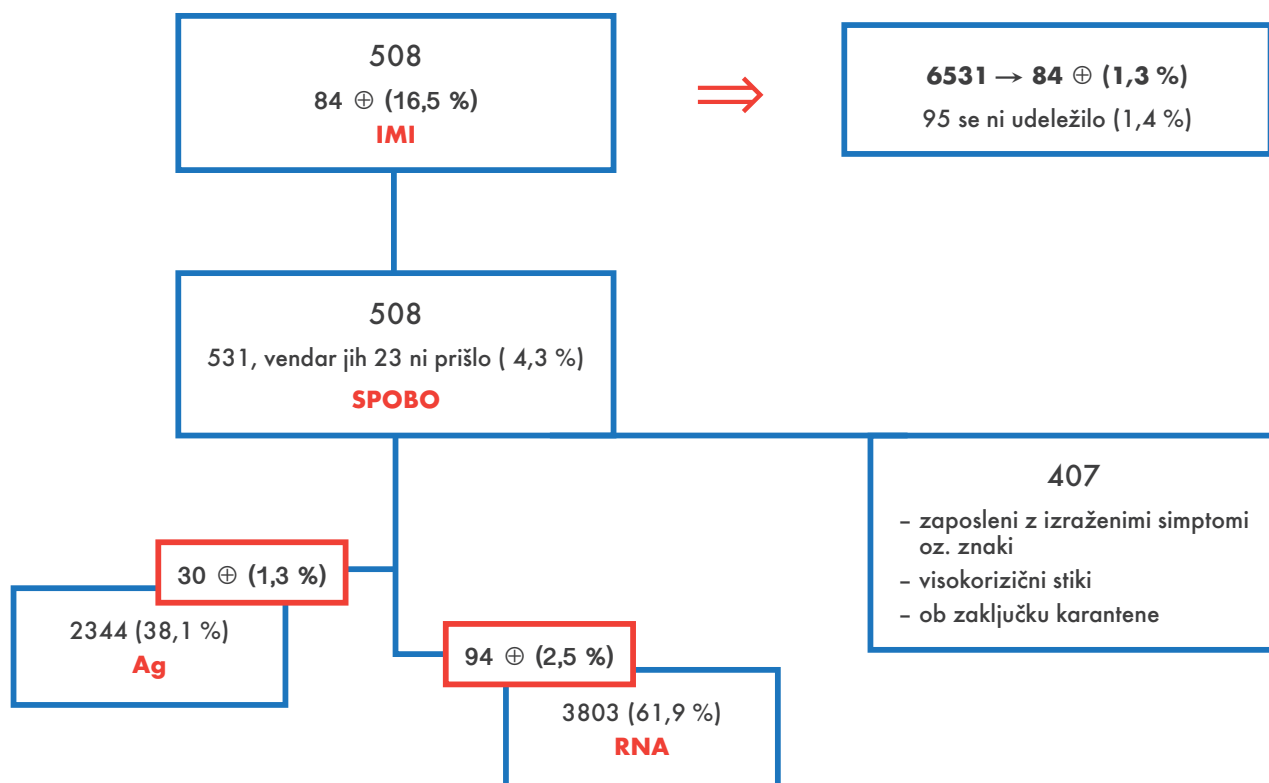 508
84 ⊕ (16,5 %)
IMI
6531 → 84 ⊕ (1,3 %)
95 se ni udeležilo (1,4 %)
508
531, vendar jih 23 ni prišlo ( 4,3 %)
SPOBO
407
– zaposleni z izraženimi simptomi
oz. znaki
– visokorizični stiki
– ob zaključku karantene
30 ⊕ (1,3 %)
2344 (38,1 %)
Ag
94 ⊕ (2,5 %)
3803 (61,9 %)
RNA